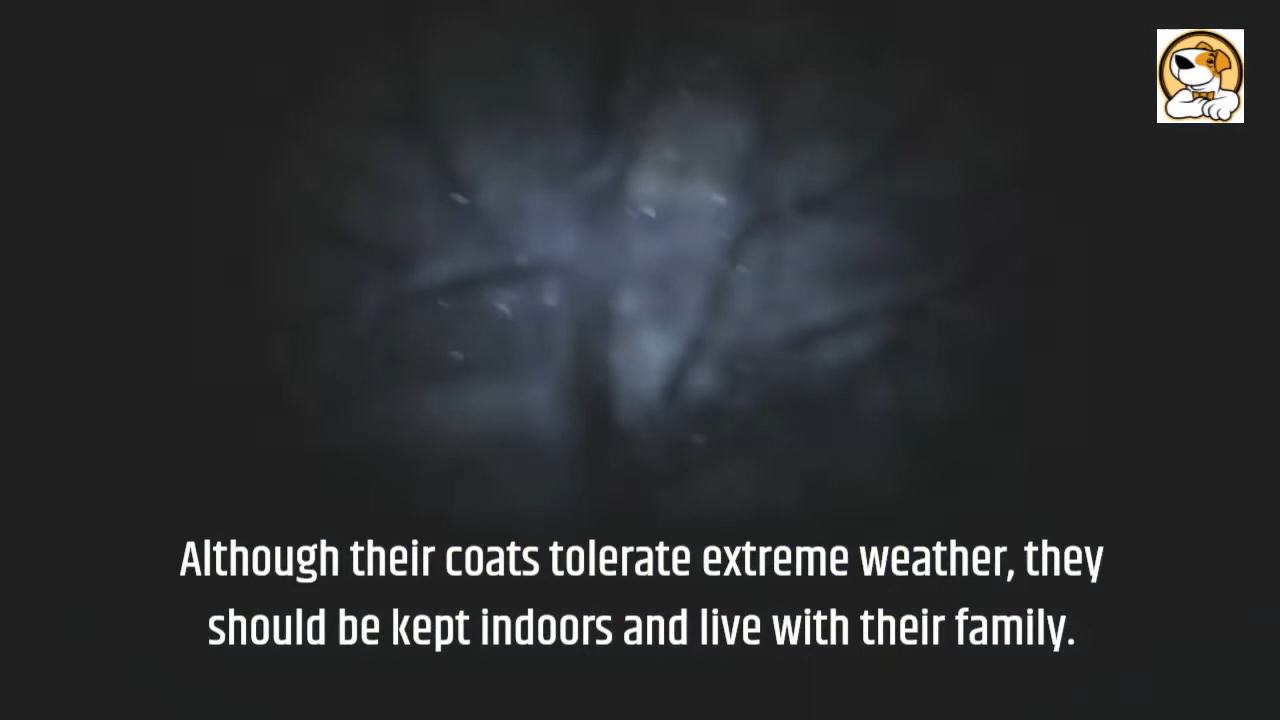 Although their coats tolerate extreme weather, they
should be kept indoors and live with their family.